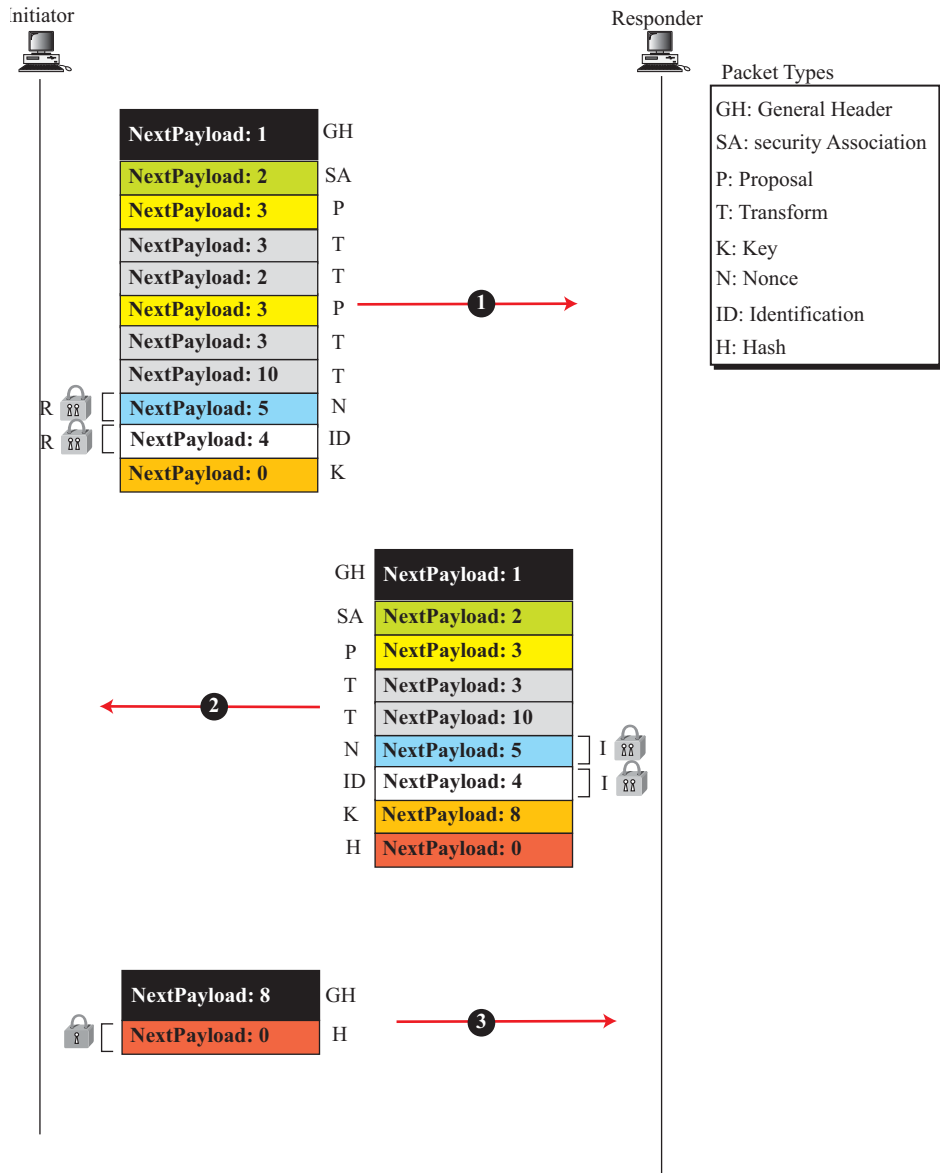 Initiator
Responder
Packet Types
GH: General Header
SA: security Association
P: Proposal
T: Transform
K: Key
N: Nonce
ID: Identification
H: Hash
NextPayload: 1 GH
NextPayload: 2 SA
NextPayload: 3 P
NextPayload: 3 T
NextPayload: 2 T
NextPayload: 3 P
1
NextPayload: 3 T
NextPayload: 10 T
R NextPayload: 5 N
R NextPayload: 4 ID
NextPayload: 0 K
GH NextPayload: 1
SA NextPayload: 2
P NextPayload: 3
T NextPayload: 3
2
T NextPayload: 10
N NextPayload: 5 I
ID NextPayload: 4 I
K NextPayload: 8
H NextPayload: 0
NextPayload: 8 GH
NextPayload: 0 H
3